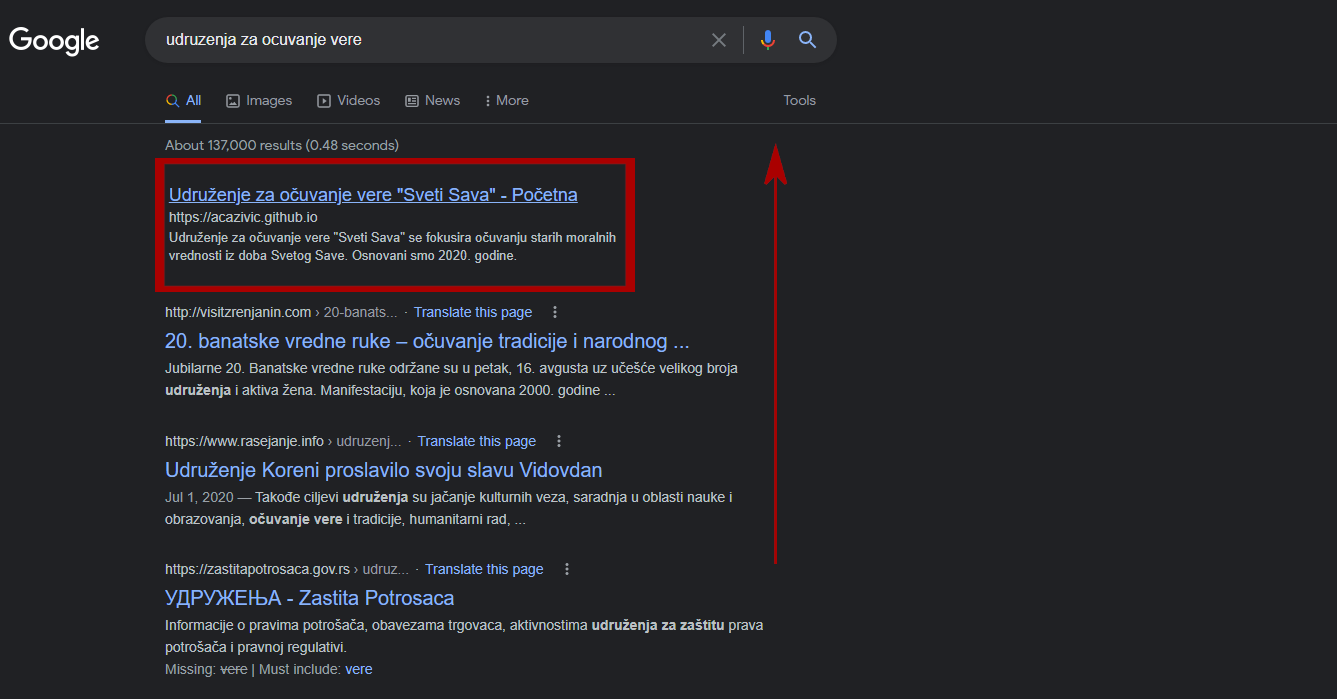 Google
udruzenja za ocuvanje vere
All Images Videos News More Tools
About 137,000 results (0.48 seconds)
Udruženje za očuvanje vere "Sveti Sava" - Početna
https://acazivic.github.io
Udruženje za očuvanje vere "Sveti Sava" se fokusira očuvanju starih moralnih
vrednosti iz doba Svetog Save. Osnovani smo 2020. godine.
http://visitzrenjanin.com › 20-banats... · Translate this page
20. banatske vredne ruke – očuvanje tradicije i narodnog ...
Jubilarne 20. Banatske vredne ruke održane su u petak, 16. avgusta uz učešće velikog broja
udruženja i aktiva žena. Manifestaciju, koja je osnovana 2000. godine ...
https://www.rasejanje.info › udruzenj... · Translate this page
Udruženje Koreni proslavilo svoju slavu Vidovdan
Jul 1, 2020 — Takođe ciljevi udruženja su jačanje kulturnih veza, saradnja u oblasti nauke i
obrazovanja, očuvanje vere i tradicije, humanitarni rad, ...
https://zastitapotrosaca.gov.rs › udruz... · Translate this page
УДРУЖЕЊА - Zastita Potrosaca
Informacije o pravima potrošača, obavezama trgovaca, aktivnostima udruženja za zaštitu prava
potrošača i pravnoj regulativi.
Missing: vere | Must include: vere